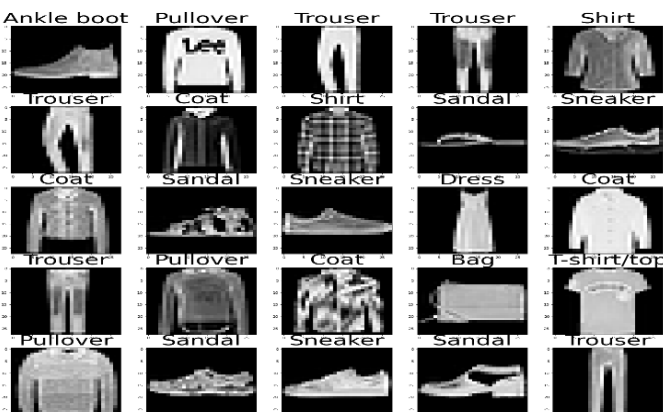 Ankle boot Pullover Trouser Trouser Shirt
Lee
Trouser Coat Shirt Sandal Sneaker
Coat Sandal Sneaker Dress Coat
Trouser Pullover Coat Bag T-shirt/top
Pullover Sandal Sneaker Sandal Trouser